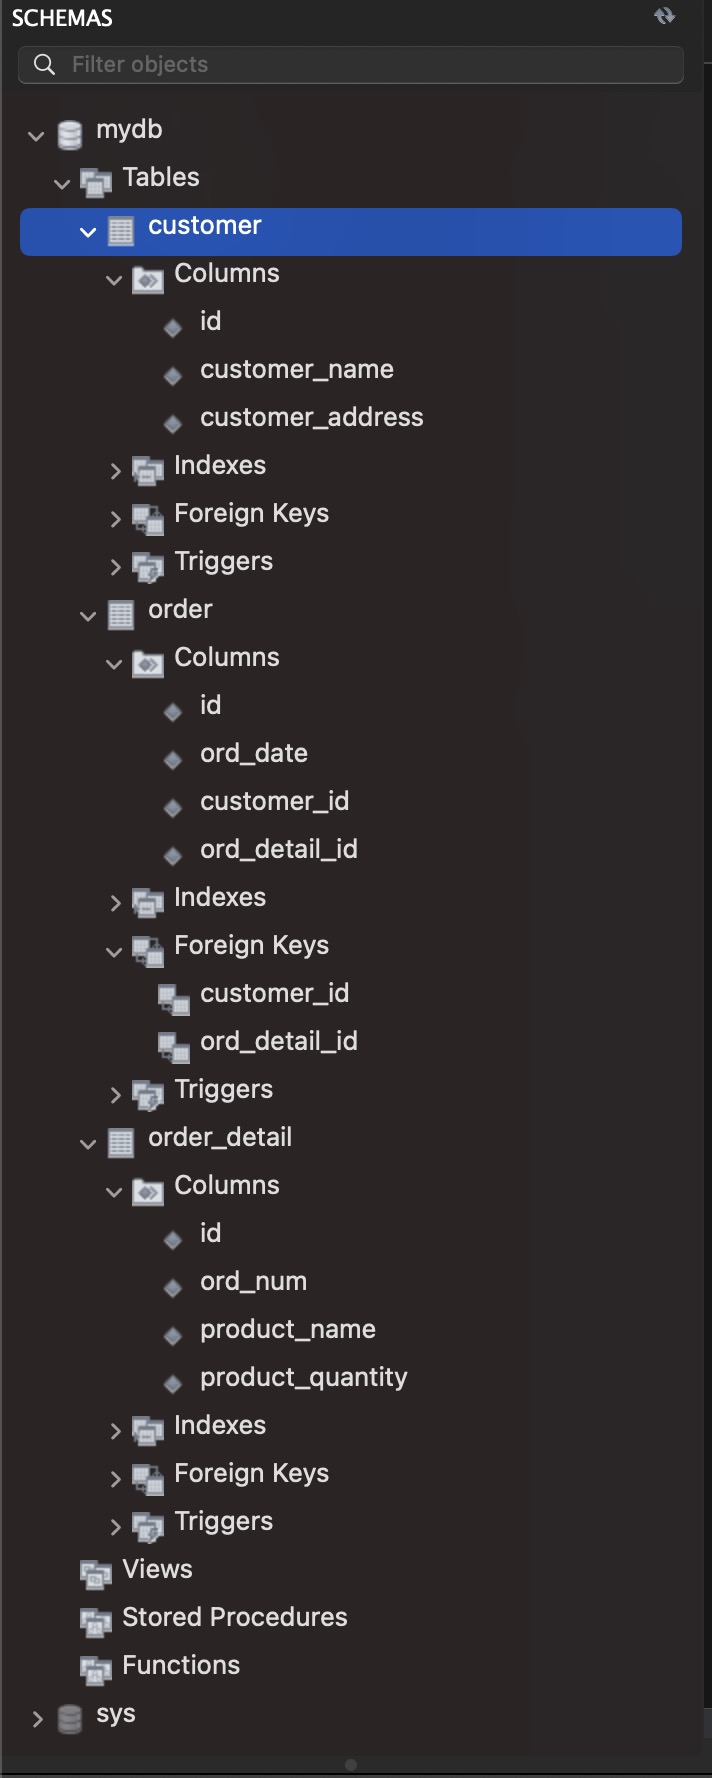 SCHEMAS
Filter objects
mydb
Tables
customer
Columns
id
customer_name
customer_address
Indexes
Foreign Keys
Triggers
order
Columns
id
ord_date
customer_id
ord_detail_id
Indexes
Foreign Keys
customer_id
ord_detail_id
Triggers
order_detail
Columns
id
ord_num
product_name
product_quantity
Indexes
Foreign Keys
Triggers
Views
Stored Procedures
Functions
sys